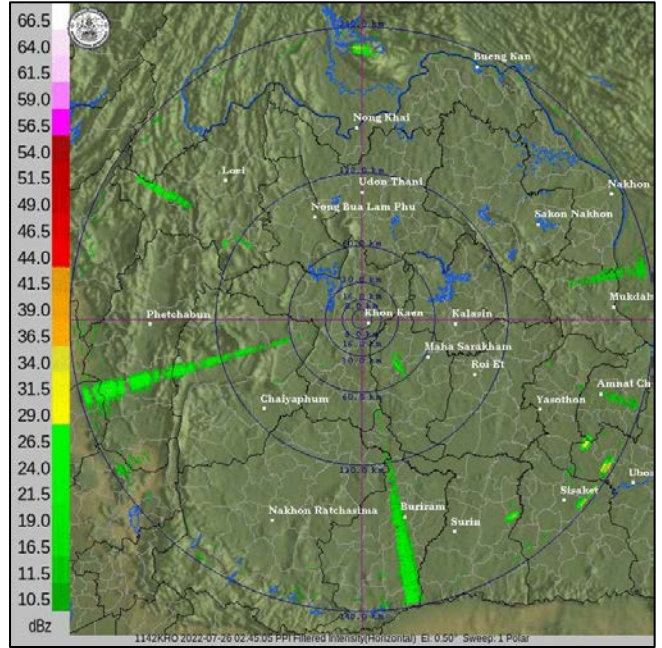 66.5
64.0
61.5
59.0
56.5
54.0
51.5
49.0
46.5
44.0
41.5
39.0
36.5
34.0
31.5
29.0
26.5
24.0
21.5
19.0
16.5
11.5
10.5
dBz
Bueng Kan
Nong Khai
Loei
Udon Thani
Nakhon
Nong Bua Lam Phu
Sakon Nakhon
Mukdah
Phetchabun
Khon Kaen
Kalasin
Maha Sarakham
Roi Et
Chaiyaphum
Amnat Ch
Yasothon
Ubo
Sisaket
Nakhon Ratchasima
Buriram
Surin
1142KHO 2022-07-26 02:45:05 PPI Filtered Intensity(Horizontal) El: 0.50° Sweep: 1 Polar